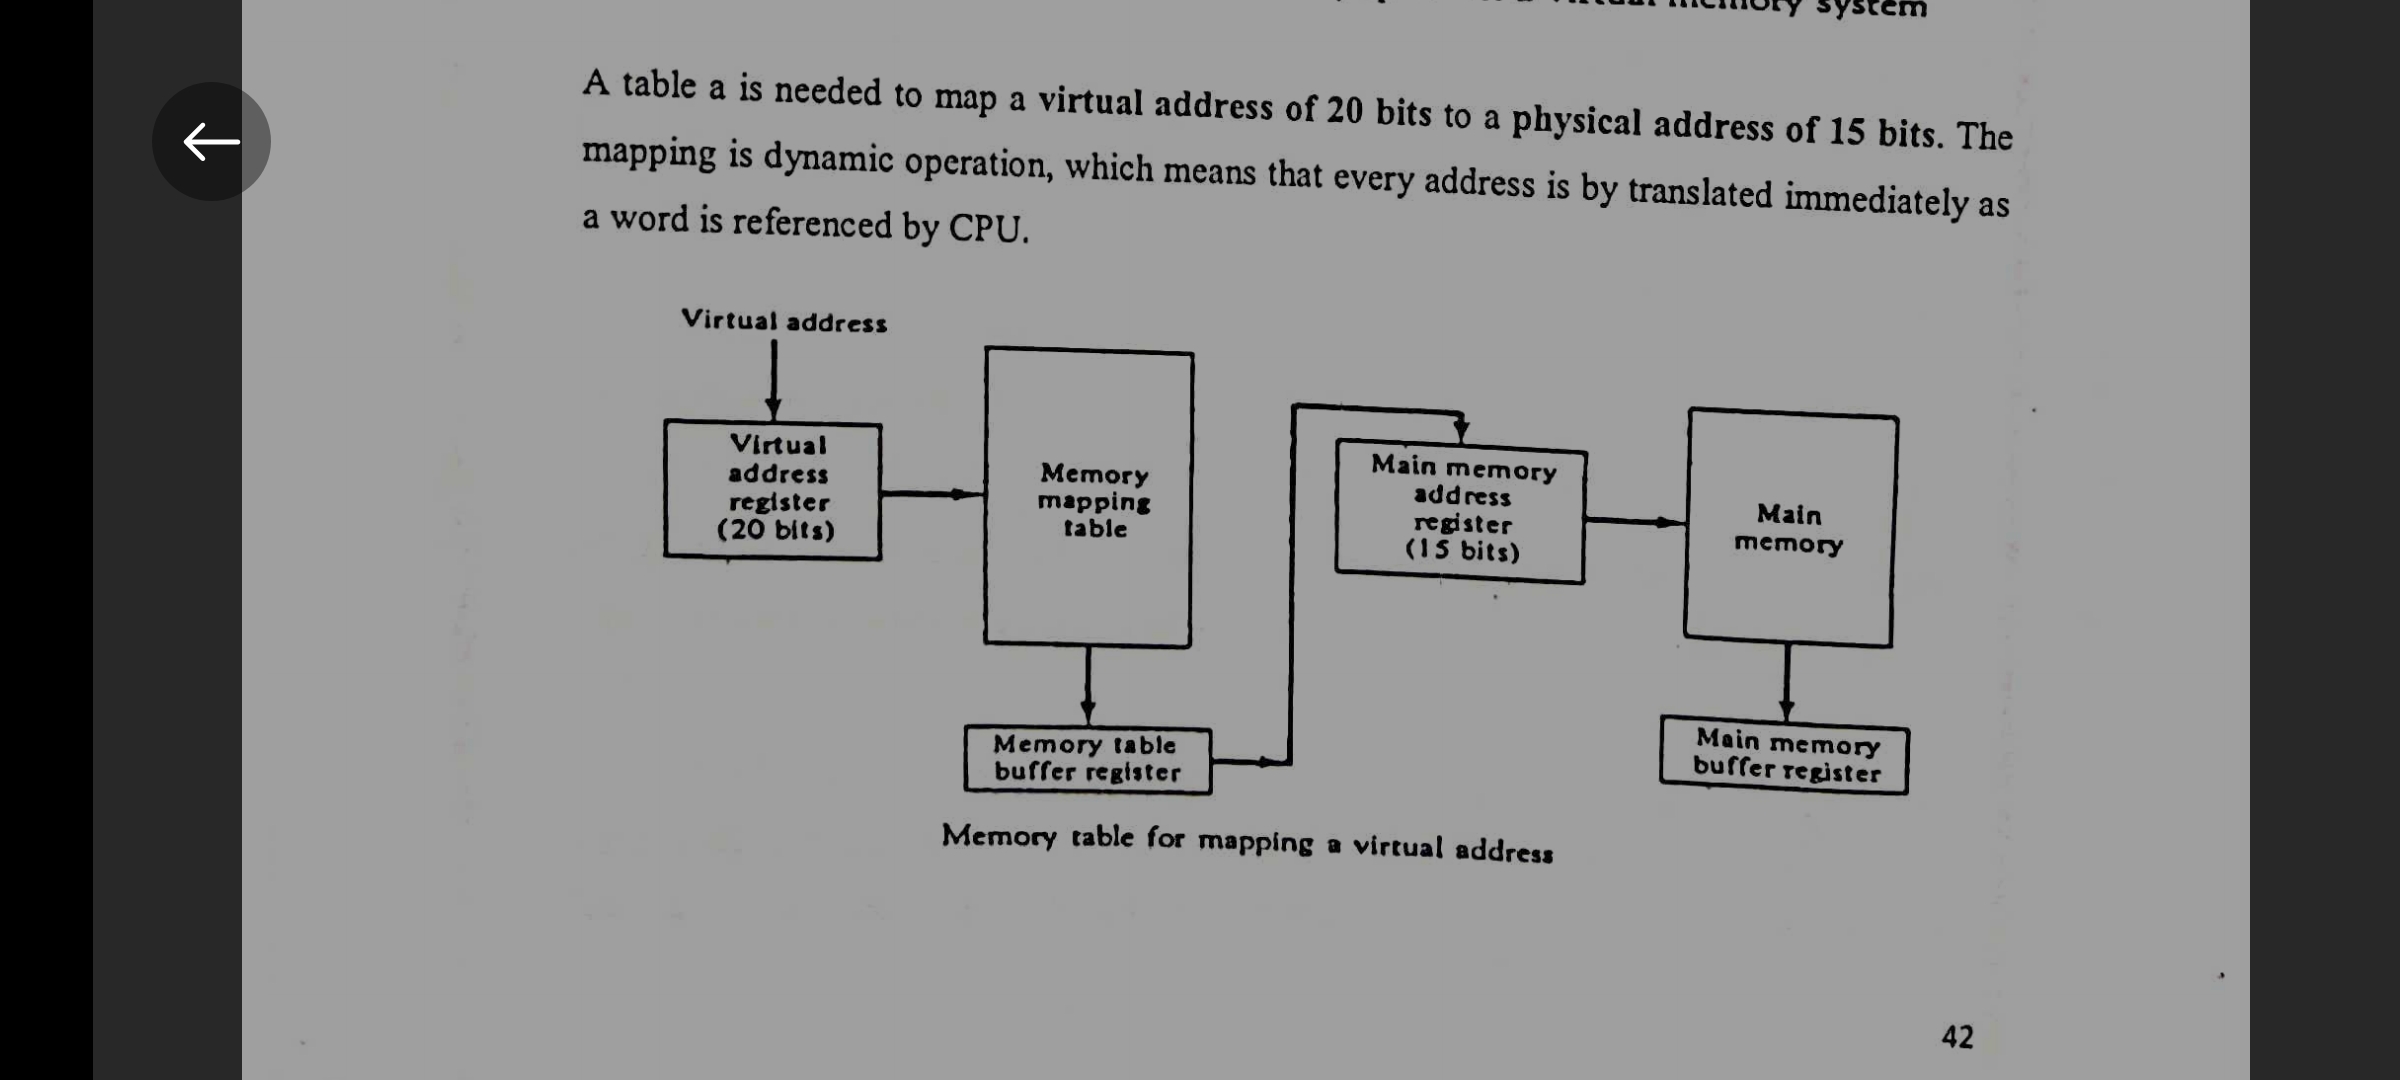 memory system
A table a is needed to map a virtual address of 20 bits to a physical address of 15 bits. The
mapping is dynamic operation, which means that every address is by translated immediately as
a word is referenced by CPU.
Virtual address
Virtual
address
register
(20 bits)
Memory
mapping
table
Main memory
address
register
(15 bits)
Main
memory
Memory table
buffer register
Main memory
buffer register
Memory table for mapping a virtual address
42